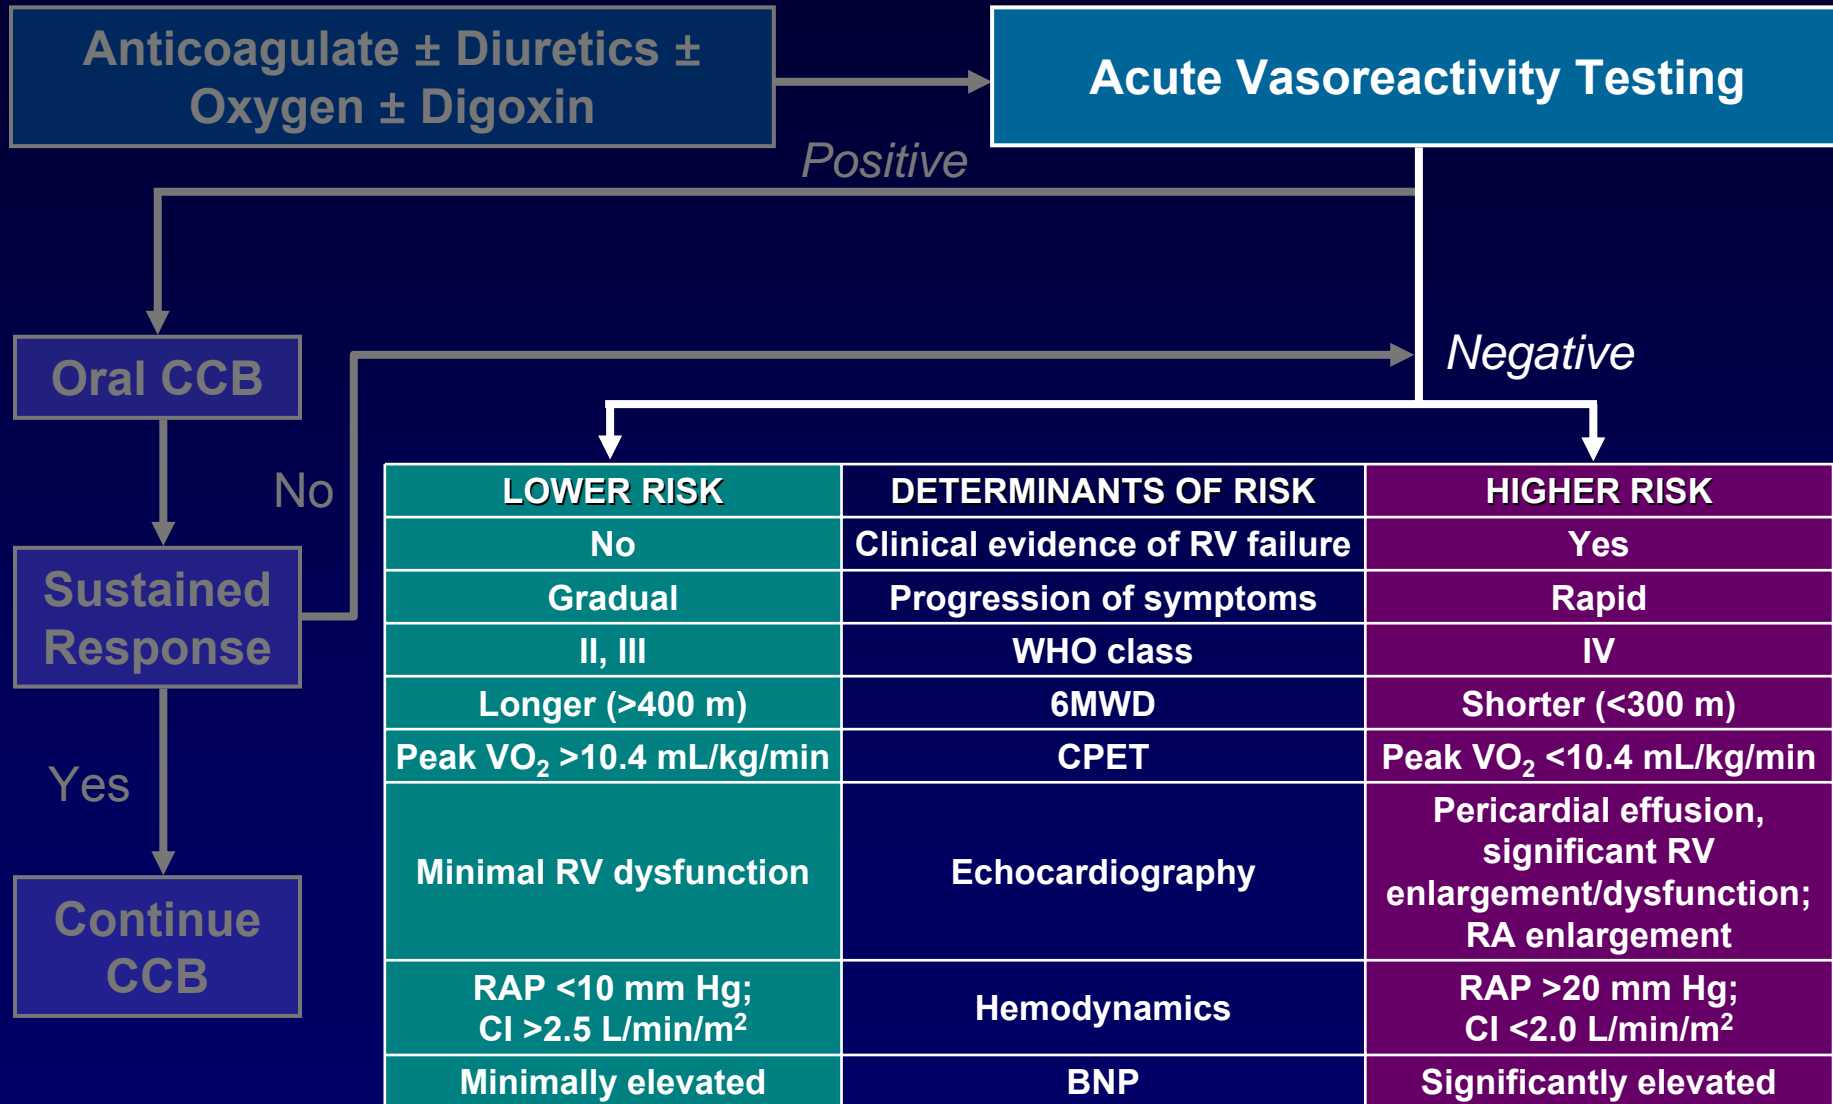 Anticoagulate ± Diuretics ±
Oxygen ± Digoxin
Acute Vasoreactivity Testing
Positive
Oral CCB
Negative
No
Sustained
Response
Yes
Continue
CCB
LOWER RISK
DETERMINANTS OF RISK
HIGHER RISK
No
Clinical evidence of RV failure
Yes
Gradual
Progression of symptoms
Rapid
II, III
WHO class
IV
Longer (>400 m)
6MWD
Shorter (<300 m)
Peak VO₂ >10.4 mL/kg/min
CPET
Peak VO₂ <10.4 mL/kg/min
Minimal RV dysfunction
Echocardiography
Pericardial effusion,
significant RV
enlargement/dysfunction;
RA enlargement
RAP <10 mm Hg;
CI >2.5 L/min/m²
Hemodynamics
RAP >20 mm Hg;
CI <2.0 L/min/m²
Minimally elevated
BNP
Significantly elevated